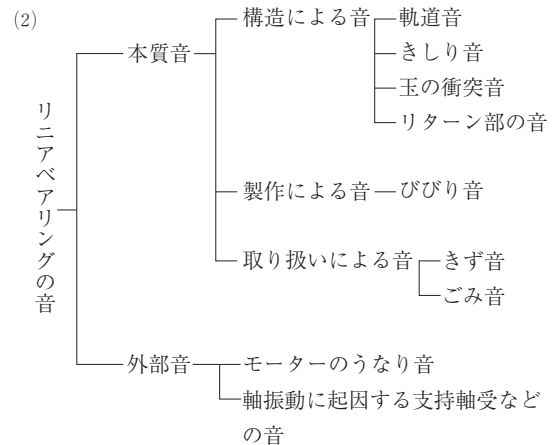 (2)
リニアベアリングの音
本質音
構造による音
軌道音
きしり音
玉の衝突音
リターン部の音
製作による音
びびり音
取り扱いによる音
きず音
ごみ音
外部音
モーターのうなり音
軸振動に起因する支持軸受など
の音